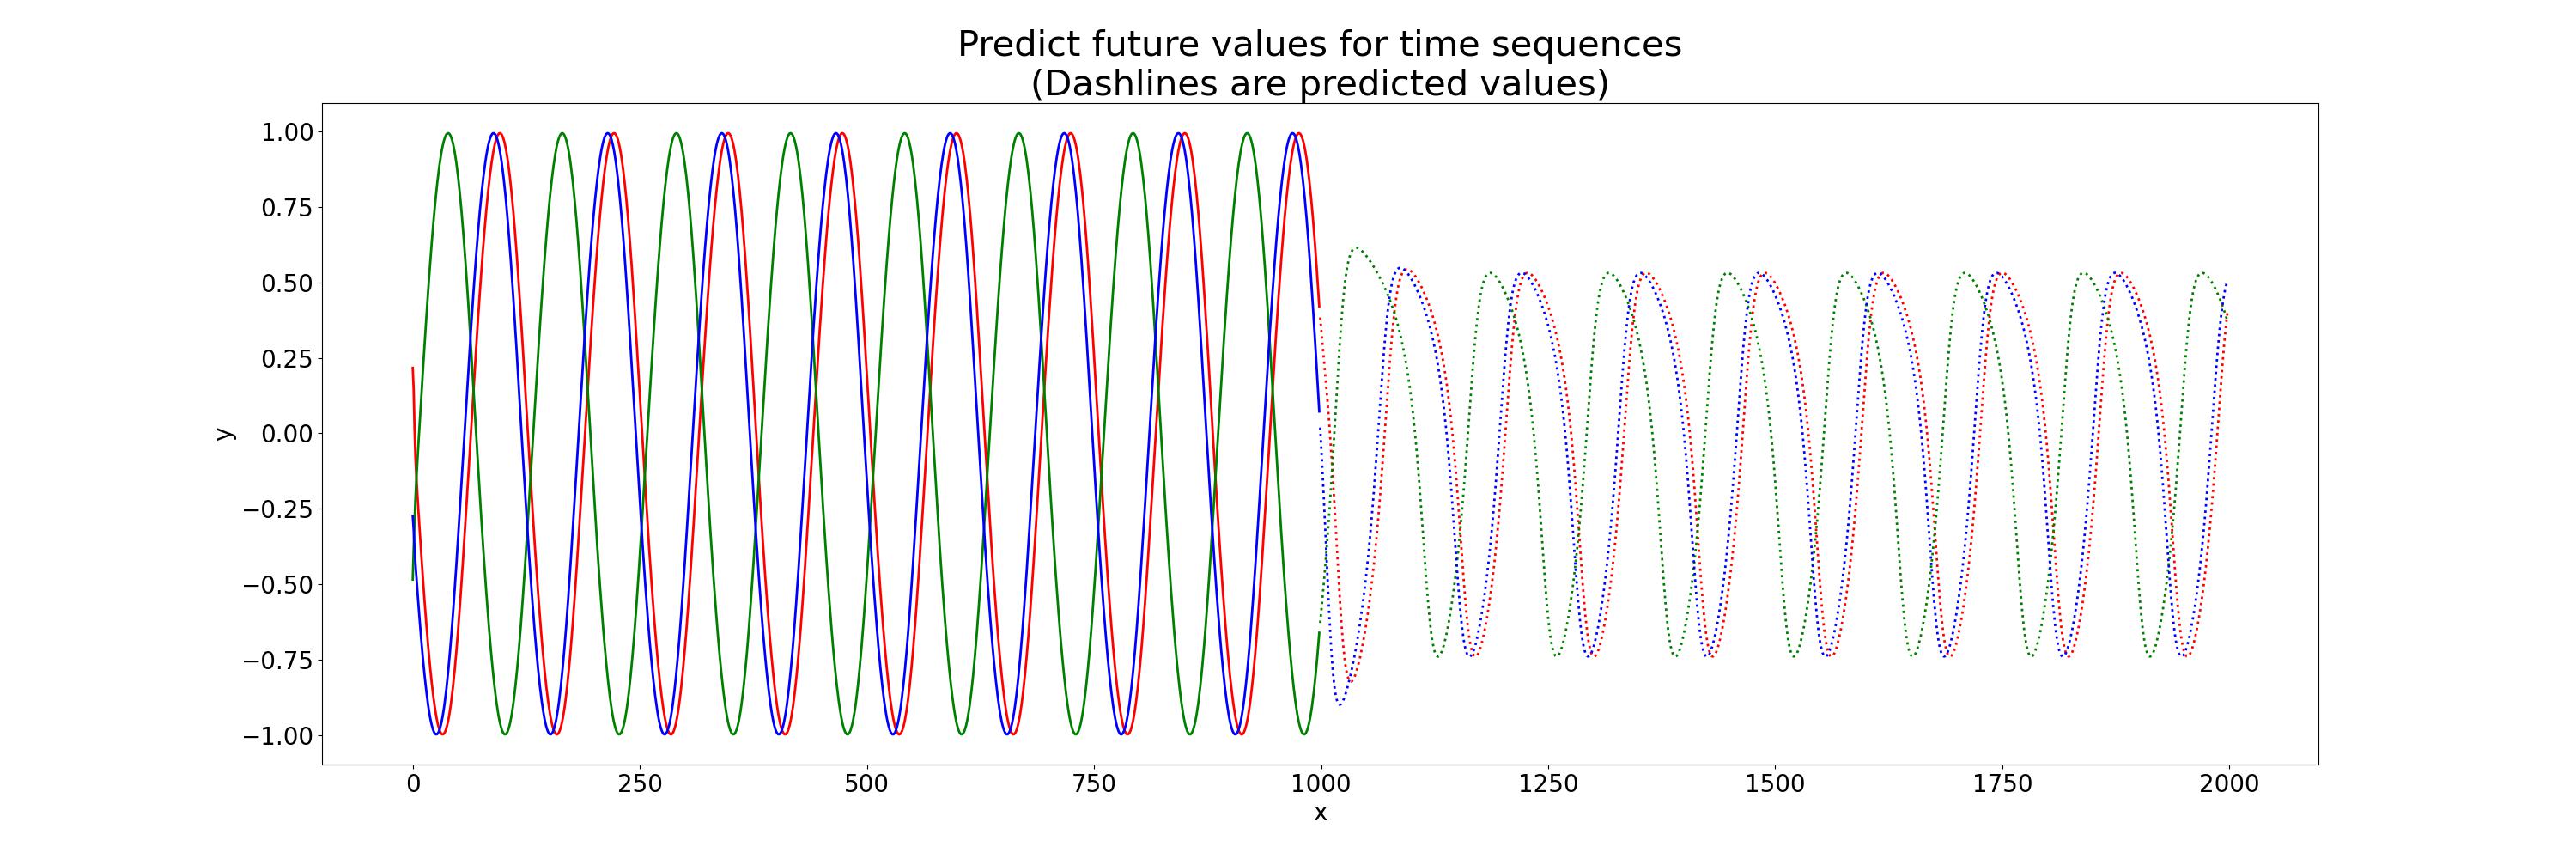 Predict future values for time sequences
(Dashlines are predicted values)
1.00
0.75
0.50
0.25
0.00
−0.25
−0.50
−0.75
−1.00
y
0 250 500 750 1000 1250 1500 1750 2000
x